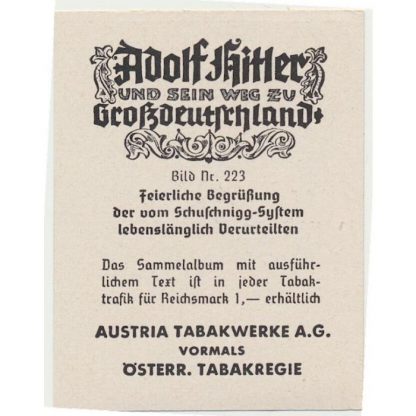 Adolf Hitler
UND SEIN WEG ZU
Großdeutschland
Bild Nr. 223
Feierliche Begrüßung
der vom Schuschnigg-System
lebenslänglich Verurteilten
Das Sammelalbum mit ausführ-
lichem Text ist in jeder Tabak-
trafik für Reichsmark 1,— erhältlich
AUSTRIA TABAKWERKE A.G.
VORMALS
ÖSTERR. TABAKREGIE